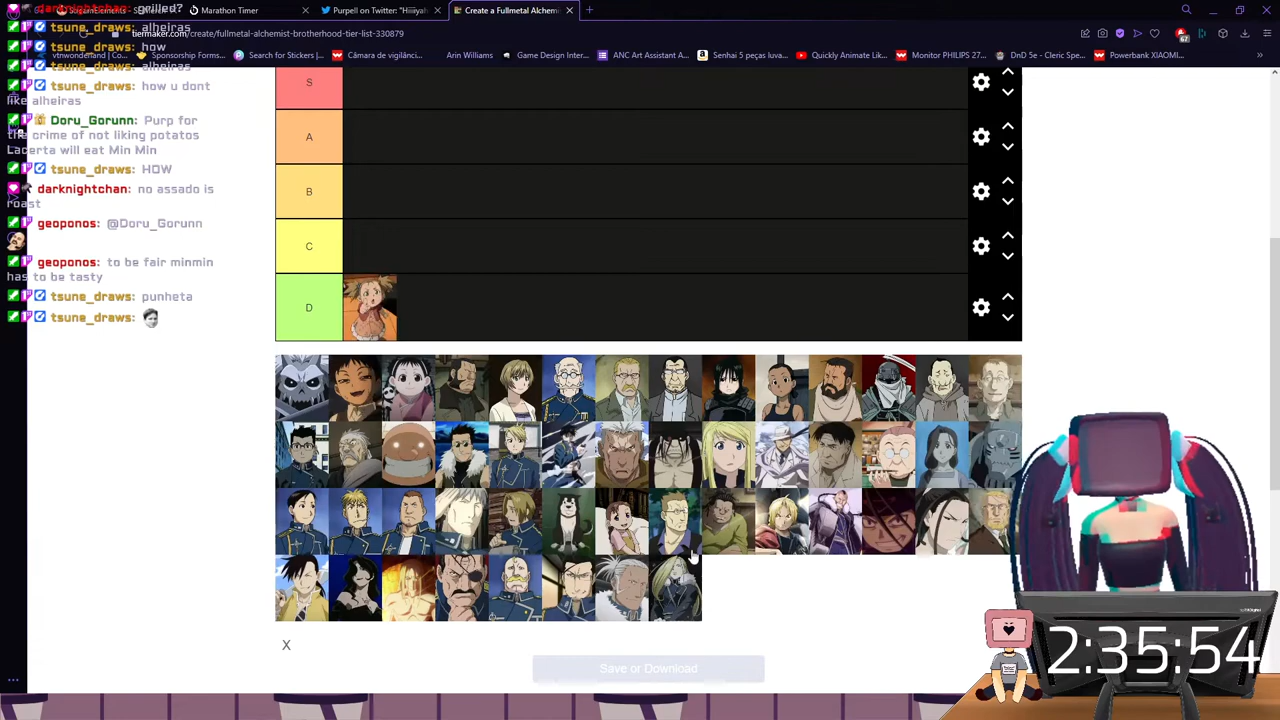 darknightchan: grilled?
Marathon Timer
Purpell on Twitter: "Hiiiyah
Create a Fullmetal Alchemi
tsune_draws: alheiras
tiermaker.com/create/fullmetal-alchemist-brotherhood-tier-list-330879
tsune_draws: how
vtnwonderland
Sponsorship Forms...
Search for Stickers |...
Câmara de vigilânci...
Arin Williams
Game Design Inter...
ANC Art Assistant A...
Senhai 5 peças luva...
Quickly Animate Lik...
Monitor PHILIPS 27...
DnD 5e - Cleric Spe...
Powerbank XIAOMI...
tsune_draws: alheiras
tsune_draws: how u dont
like alheiras
Doru_Gorunn: Purp for
the crime of not liking potatos
Lacerta will eat Min Min
tsune_draws: HOW
darknightchan: no assado is
roast
geoponos: @Doru_Gorunn
geoponos: to be fair minmin
has to be tasty
tsune_draws: punheta
tsune_draws:
S
A
B
C
D
X
Save or Download
2:35:54